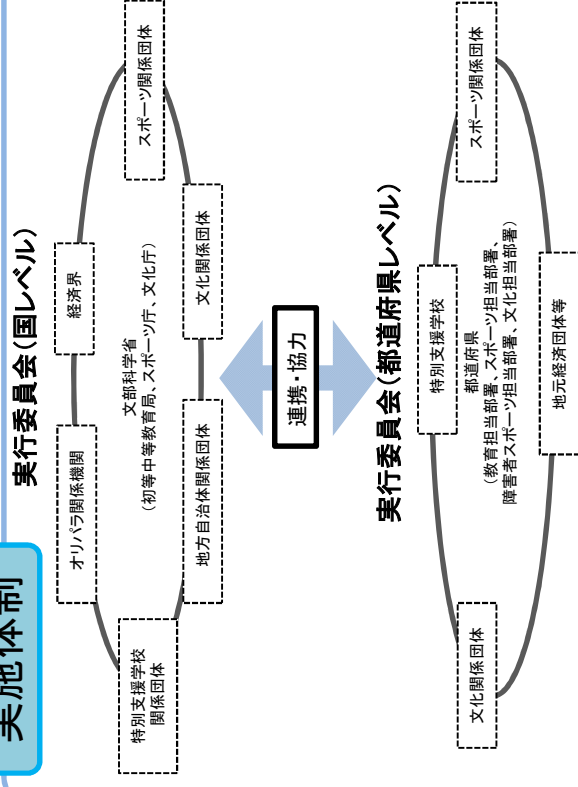 実施体制
実行委員会(国レベル)
オリパラ関係機関
経済界
特別支援学校
関係団体
文部科学省
(初等中等教育局、スポーツ庁、文化庁)
スポーツ関係団体
地方自治体関係団体
文化関係団体
連携・協力
実行委員会(都道府県レベル)
特別支援学校
文化関係団体
都道府県
(教育担当部署、スポーツ担当部署、
障害者スポーツ担当部署、文化担当部署)
スポーツ関係団体
地元経済団体等